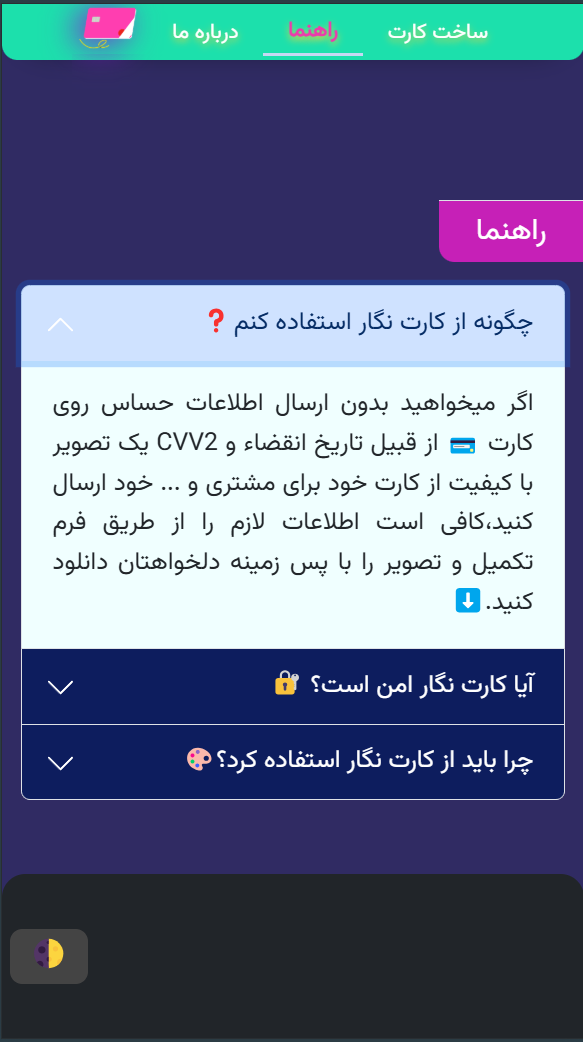 ساخت کارت
راهنما
درباره ما
راهنما
چگونه از کارت نگار استفاده کنم ❓
اگر میخواهید بدون ارسال اطلاعات حساس روی
کارت 💳 از قبیل تاریخ انقضاء و CVV2 یک تصویر
با کیفیت از کارت خود برای مشتری و ... خود ارسال
کنید،کافی است اطلاعات لازم را از طریق فرم
تکمیل و تصویر را با پس زمینه دلخواهتان دانلود
کنید.⬇️
آیا کارت نگار امن است؟ 🔐
چرا باید از کارت نگار استفاده کرد؟🎨